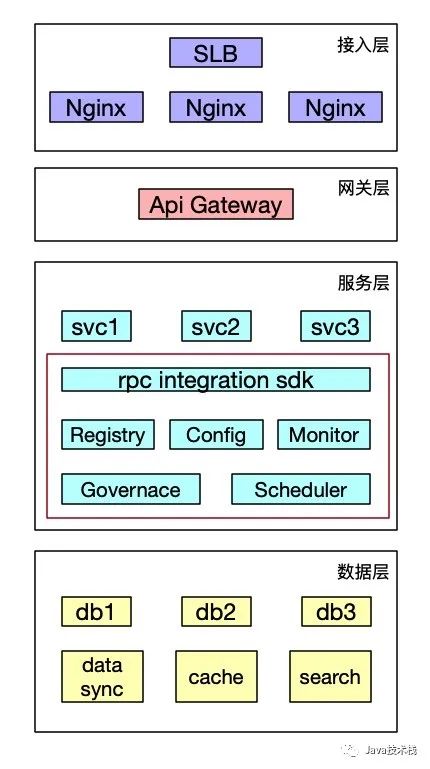 接入层
SLB
Nginx Nginx Nginx
网关层
Api Gateway
服务层
svc1 svc2 svc3
rpc integration sdk
Registry Config Monitor
Governace Scheduler
数据层
db1 db2 db3
data
sync
cache search
Java技术栈